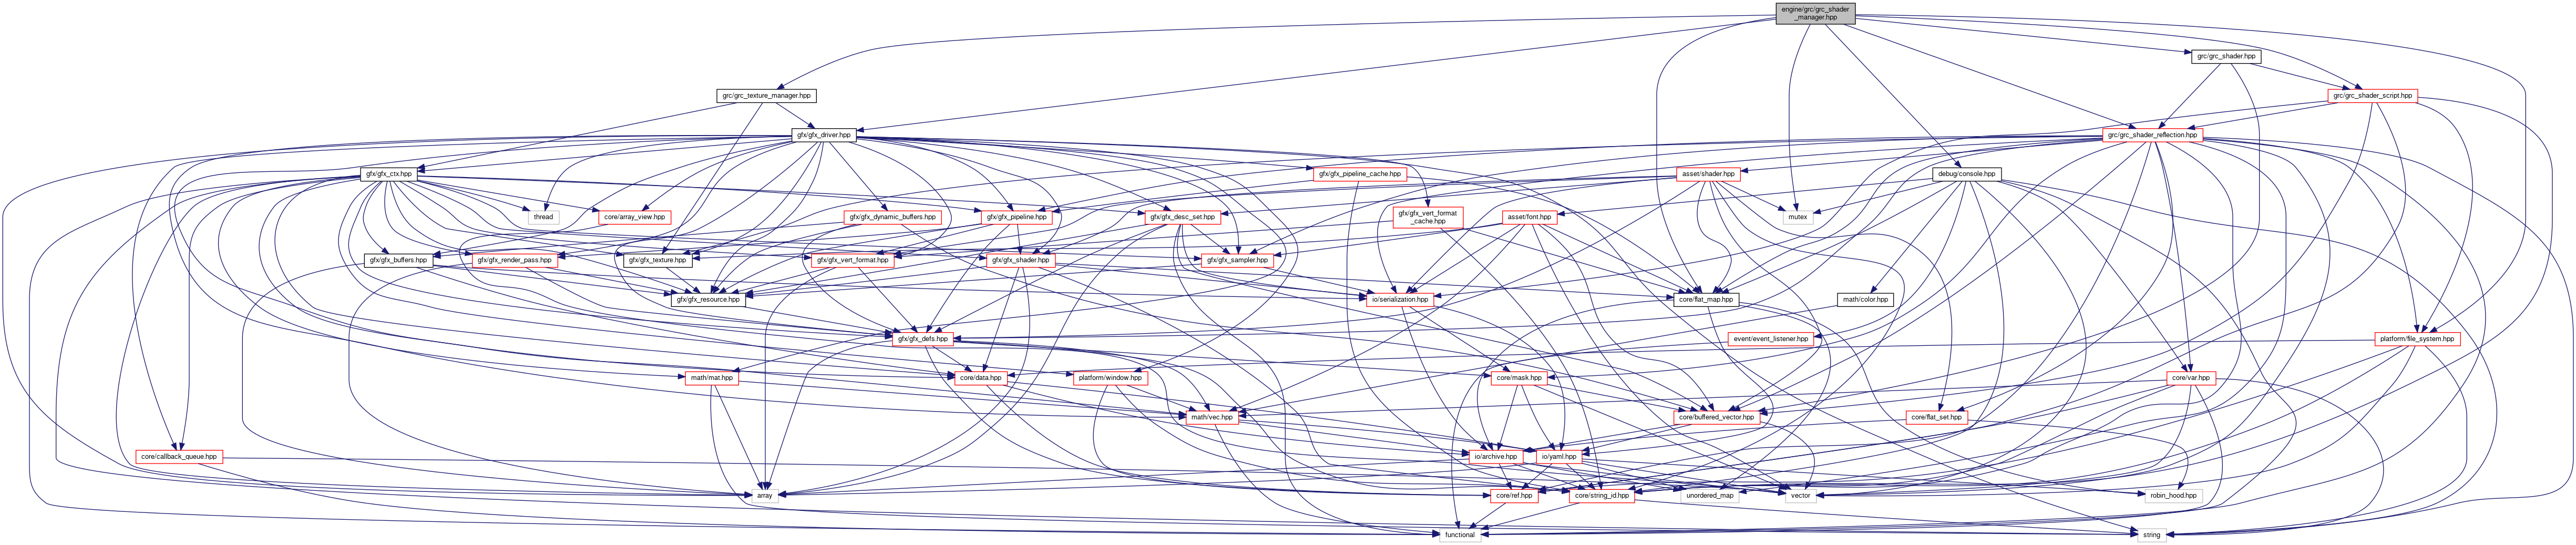 engine/grc/grc_shader
_manager.hpp
grc/grc_shader.hpp
grc/grc_texture_manager.hpp
grc/grc_shader_script.hpp
gfx/gfx_driver.hpp
grc/grc_shader_reflection.hpp
gfx/gfx_ctx.hpp
gfx/gfx_pipeline_cache.hpp
asset/shader.hpp
debug/console.hpp
thread
core/array_view.hpp
gfx/gfx_dynamic_buffers.hpp
gfx/gfx_pipeline.hpp
gfx/gfx_desc_set.hpp
gfx/gfx_vert_format
_cache.hpp
asset/font.hpp
mutex
gfx/gfx_buffers.hpp
gfx/gfx_render_pass.hpp
gfx/gfx_texture.hpp
gfx/gfx_vert_format.hpp
gfx/gfx_shader.hpp
gfx/gfx_sampler.hpp
gfx/gfx_resource.hpp
io/serialization.hpp
core/flat_map.hpp
math/color.hpp
gfx/gfx_defs.hpp
event/event_listener.hpp
platform/file_system.hpp
math/mat.hpp
core/data.hpp
platform/window.hpp
core/mask.hpp
core/var.hpp
math/vec.hpp
core/buffered_vector.hpp
core/flat_set.hpp
core/callback_queue.hpp
io/archive.hpp
io/yaml.hpp
array
core/ref.hpp
core/string_id.hpp
unordered_map
vector
robin_hood.hpp
functional
string